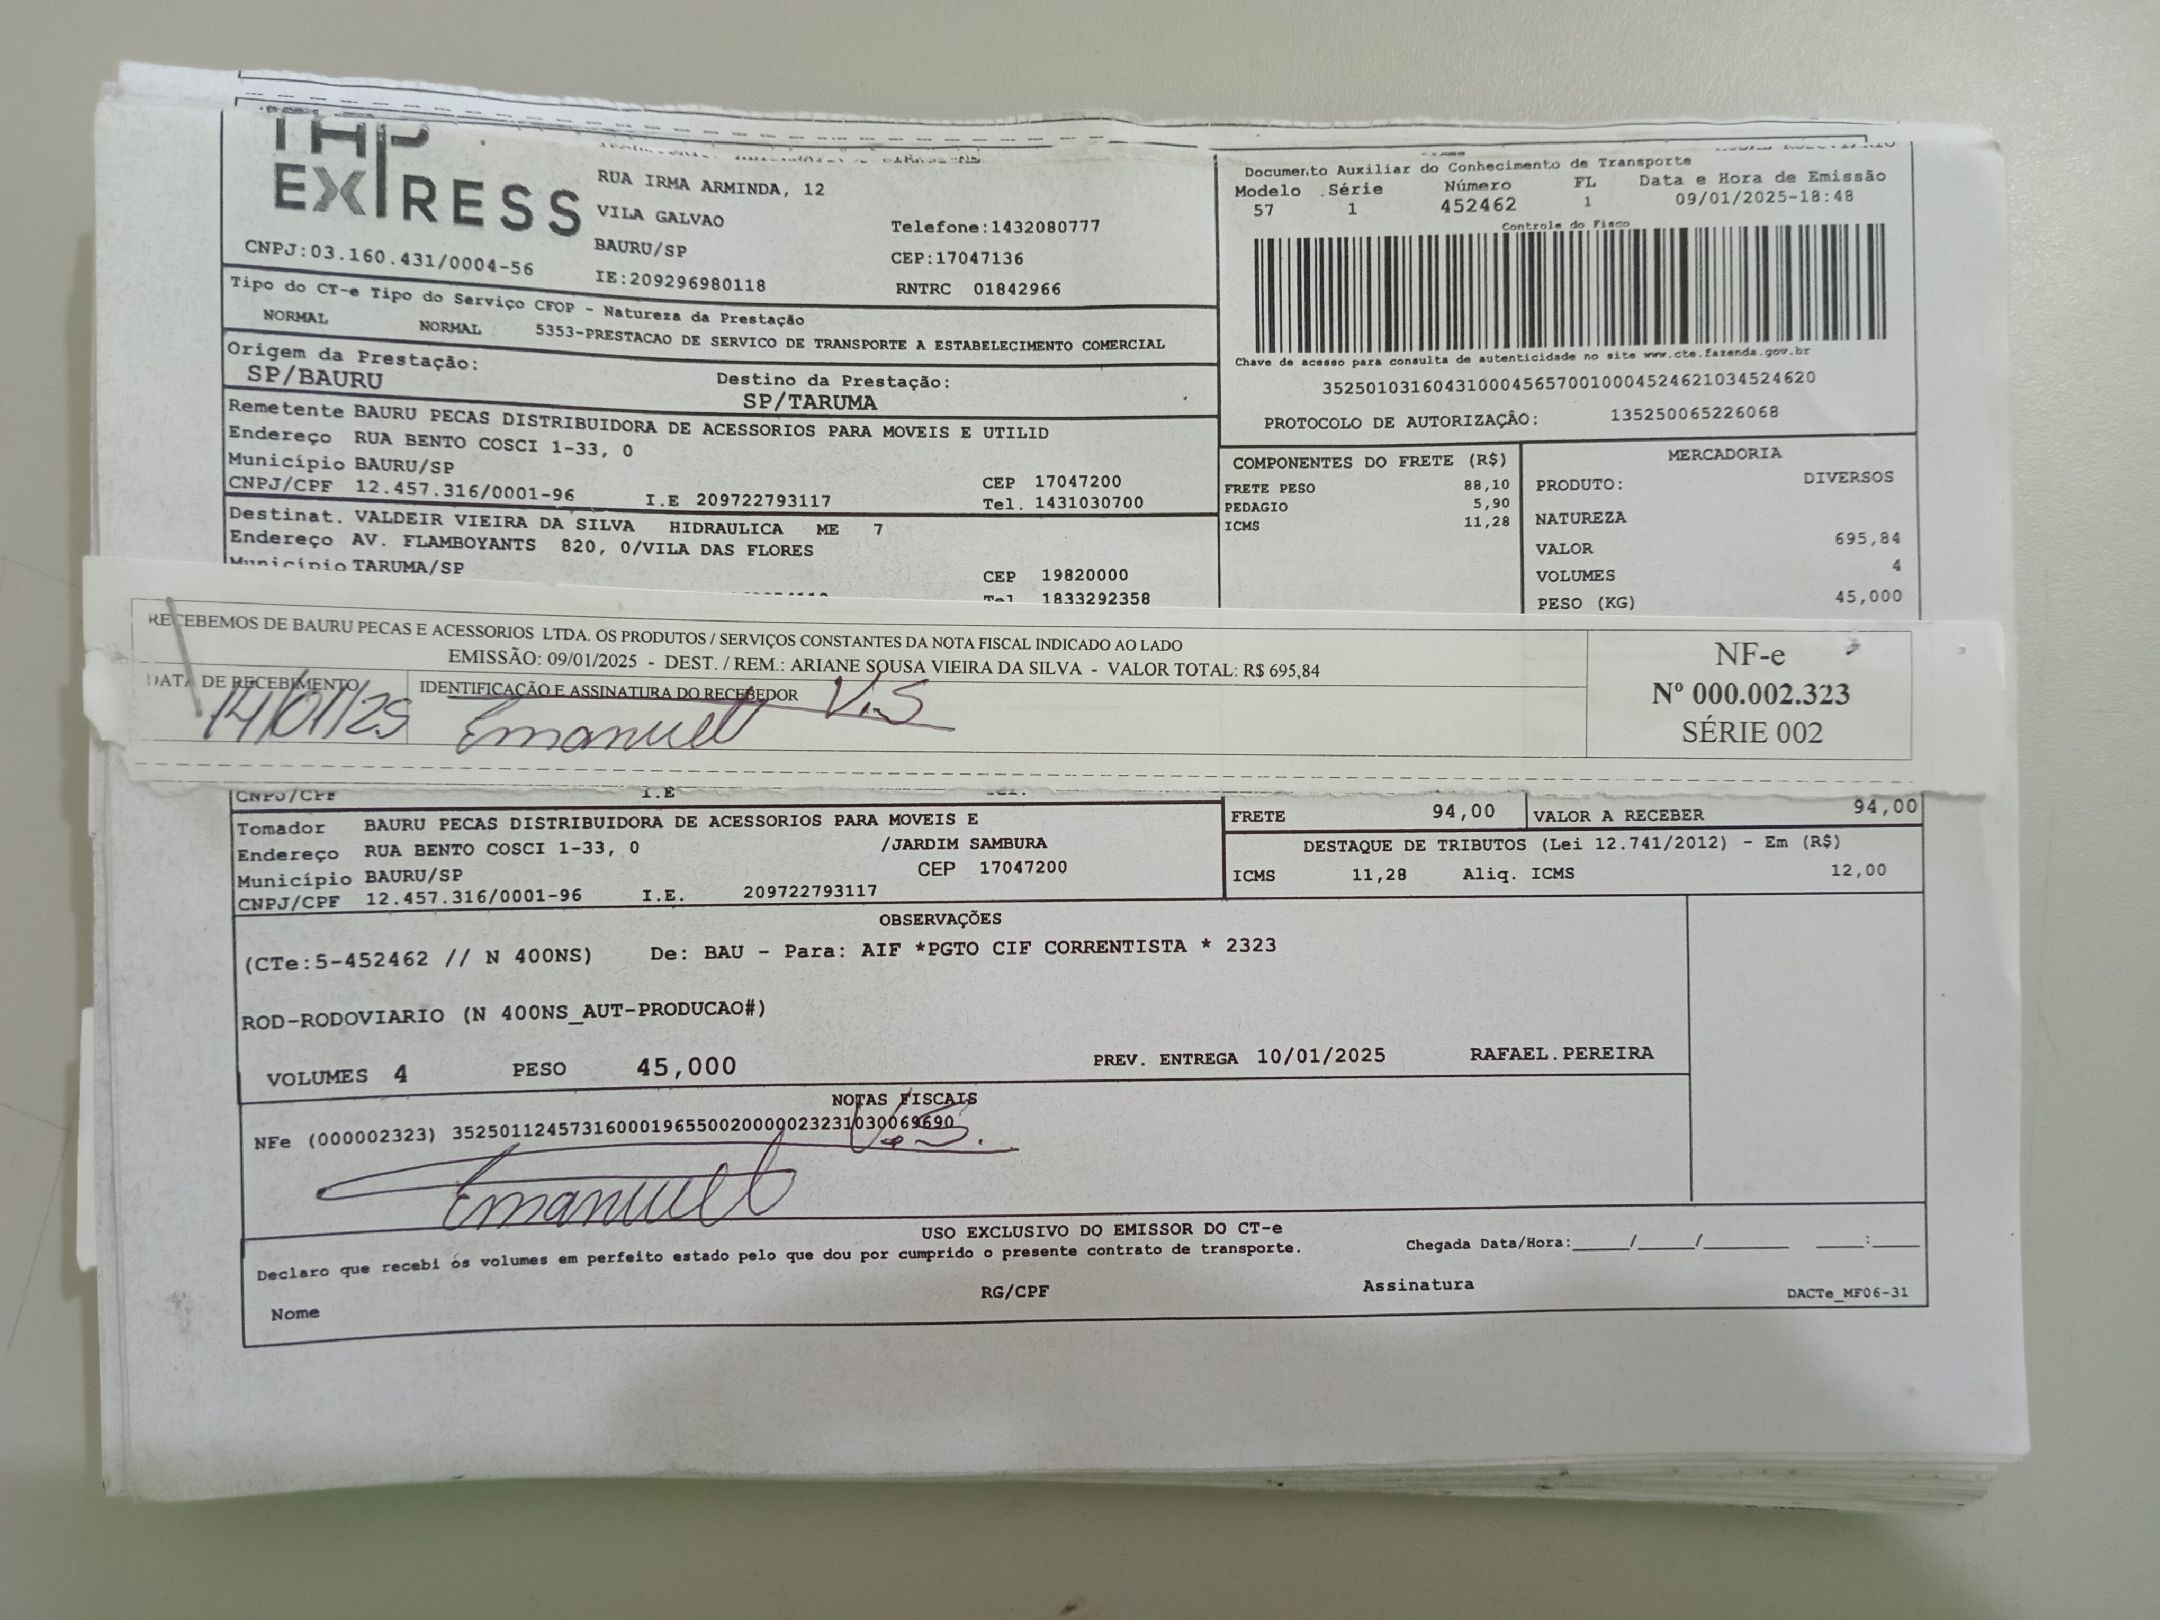 EXPRESS
RUA IRMA ARMINDA, 12
VILA GALVAO
BAURU/SP
IE:209296980118
Telefone:1432080777
CEP:17047136
RNTRC 01842966
CNPJ:03.160.431/0004-56
Documento Auxiliar do Conhecimento de Transporte
Modelo Série Número FL Data e Hora de Emissão
57 1 452462 1 09/01/2025-18:48
Controle do Fisco
Chave de acesso para consulta de autenticidade no site www.cte.fazenda.gov.br
35250103160431000456570010004524621034524620
PROTOCOLO DE AUTORIZAÇÃO: 135250065226068
Tipo do CT-e Tipo do Serviço CFOP - Natureza da Prestação
NORMAL NORMAL 5353-PRESTACAO DE SERVICO DE TRANSPORTE A ESTABELECIMENTO COMERCIAL
Origem da Prestação:
SP/BAURU
Destino da Prestação:
SP/TARUMA
Remetente BAURU PECAS DISTRIBUIDORA DE ACESSORIOS PARA MOVEIS E UTILID
Endereço RUA BENTO COSCI 1-33, 0
Município BAURU/SP CEP 17047200
CNPJ/CPF 12.457.316/0001-96 I.E 209722793117 Tel. 1431030700
Destinat. VALDEIR VIEIRA DA SILVA HIDRAULICA ME 7
Endereço AV. FLAMBOYANTS 820, 0/VILA DAS FLORES
Município TARUMA/SP CEP 19820000
Tel 1833292358
COMPONENTES DO FRETE (R$)
FRETE PESO 88,10
PEDAGIO 5,90
ICMS 11,28
MERCADORIA
PRODUTO: DIVERSOS
NATUREZA
VALOR 695,84
VOLUMES 4
PESO (KG) 45,000
RECEBEMOS DE BAURU PECAS E ACESSORIOS LTDA. OS PRODUTOS / SERVIÇOS CONSTANTES DA NOTA FISCAL INDICADO AO LADO
EMISSÃO: 09/01/2025 - DEST. / REM.: ARIANE SOUSA VIEIRA DA SILVA - VALOR TOTAL: R$ 695,84
DATA DE RECEBIMENTO IDENTIFICAÇÃO E ASSINATURA DO RECEBEDOR
14/01/25 Emanuel V.S
NF-e
Nº 000.002.323
SÉRIE 002
CNPJ/CPF I.E Tel.
Tomador BAURU PECAS DISTRIBUIDORA DE ACESSORIOS PARA MOVEIS E
Endereço RUA BENTO COSCI 1-33, 0 /JARDIM SAMBURA
Município BAURU/SP CEP 17047200
CNPJ/CPF 12.457.316/0001-96 I.E. 209722793117
FRETE 94,00 VALOR A RECEBER 94,00
DESTAQUE DE TRIBUTOS (Lei 12.741/2012) - Em (R$)
ICMS 11,28 Aliq. ICMS 12,00
OBSERVAÇÕES
(CTe:5-452462 // N 400NS) De: BAU - Para: AIF *PGTO CIF CORRENTISTA * 2323
ROD-RODOVIARIO (N 400NS_AUT-PRODUCAO#)
VOLUMES 4 PESO 45,000 PREV. ENTREGA 10/01/2025 RAFAEL.PEREIRA
NOTAS FISCAIS
NFe (000002323) 35250112457316000196550020000023231030069690
V.S.
Emanuel
USO EXCLUSIVO DO EMISSOR DO CT-e
Declaro que recebi os volumes em perfeito estado pelo que dou por cumprido o presente contrato de transporte.
Chegada Data/Hora:_____/_____/_______ ____:____
Nome RG/CPF Assinatura
DACTe_MF06-31